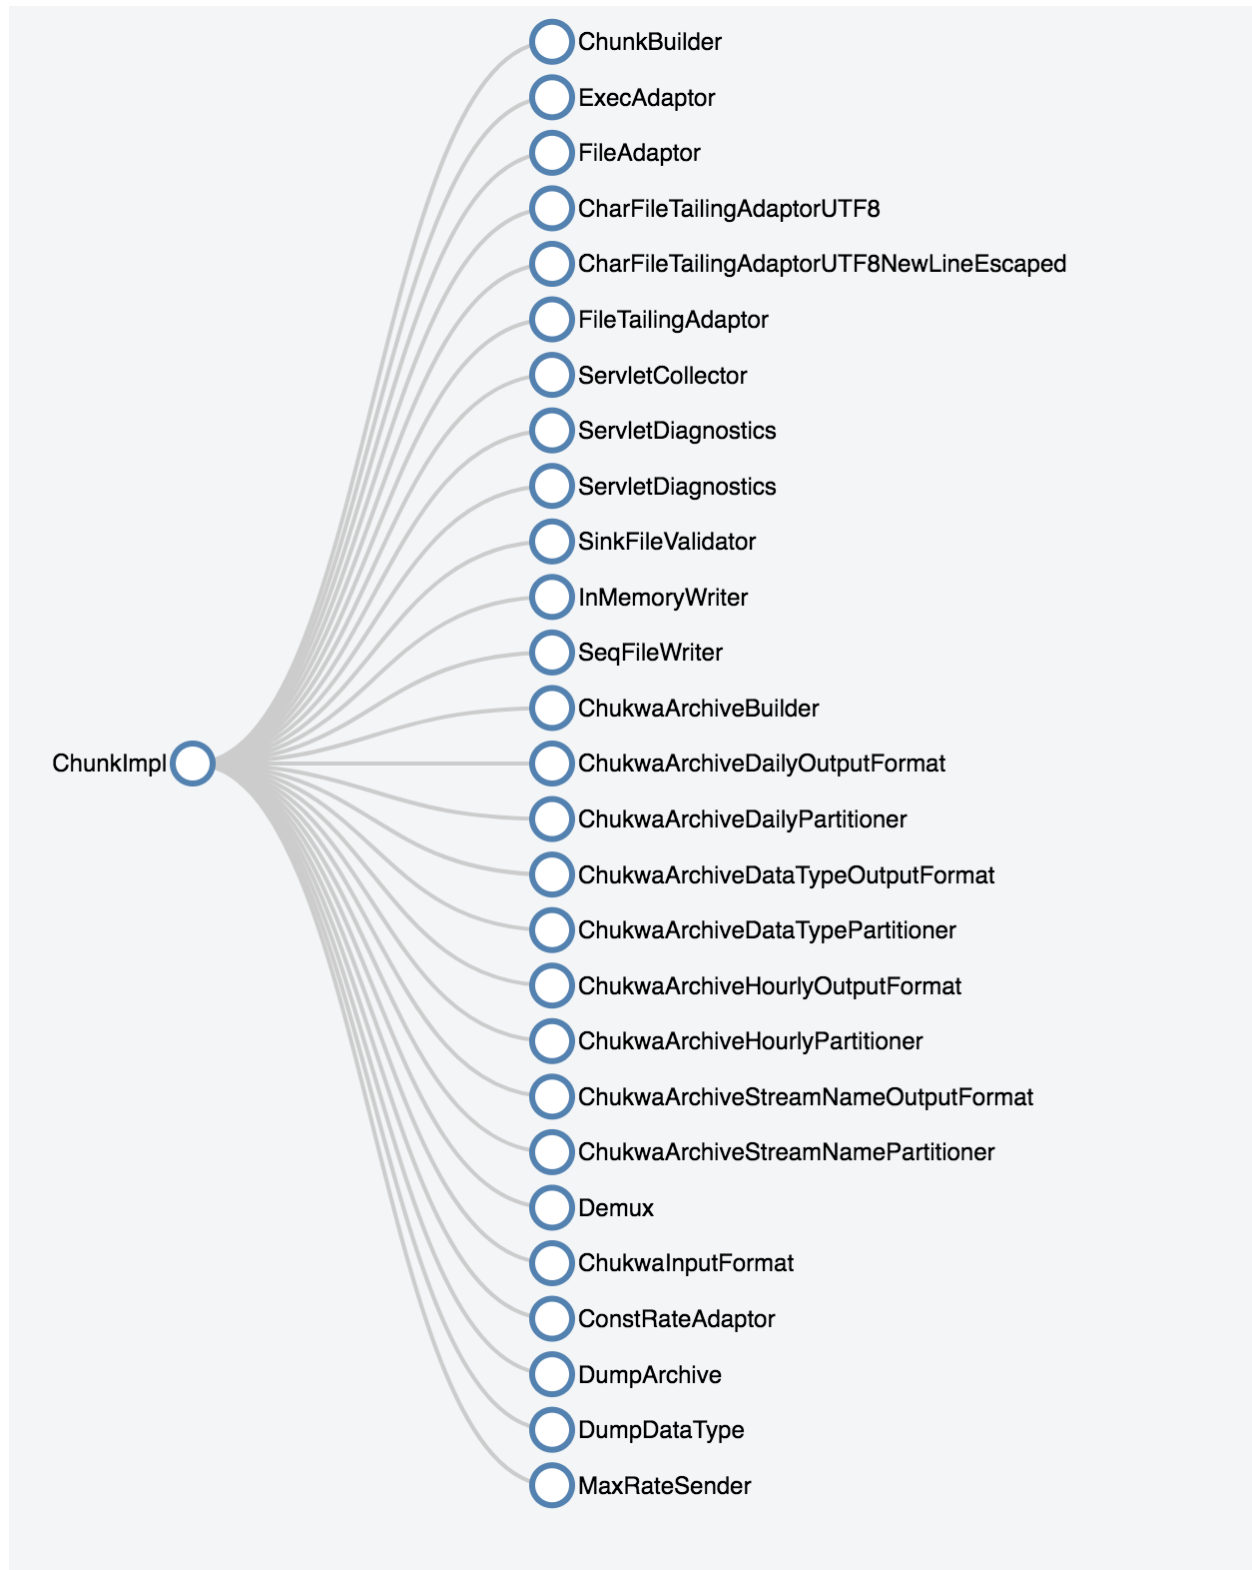 ChunkBuilder
ExecAdaptor
FileAdaptor
CharFileTailingAdaptorUTF8
CharFileTailingAdaptorUTF8NewLineEscaped
FileTailingAdaptor
ServletCollector
ServletDiagnostics
ServletDiagnostics
SinkFileValidator
InMemoryWriter
SeqFileWriter
ChukwaArchiveBuilder
ChunkImpl
ChukwaArchiveDailyOutputFormat
ChukwaArchiveDailyPartitioner
ChukwaArchiveDataTypeOutputFormat
ChukwaArchiveDataTypePartitioner
ChukwaArchiveHourlyOutputFormat
ChukwaArchiveHourlyPartitioner
ChukwaArchiveStreamNameOutputFormat
ChukwaArchiveStreamNamePartitioner
Demux
ChukwaInputFormat
ConstRateAdaptor
DumpArchive
DumpDataType
MaxRateSender